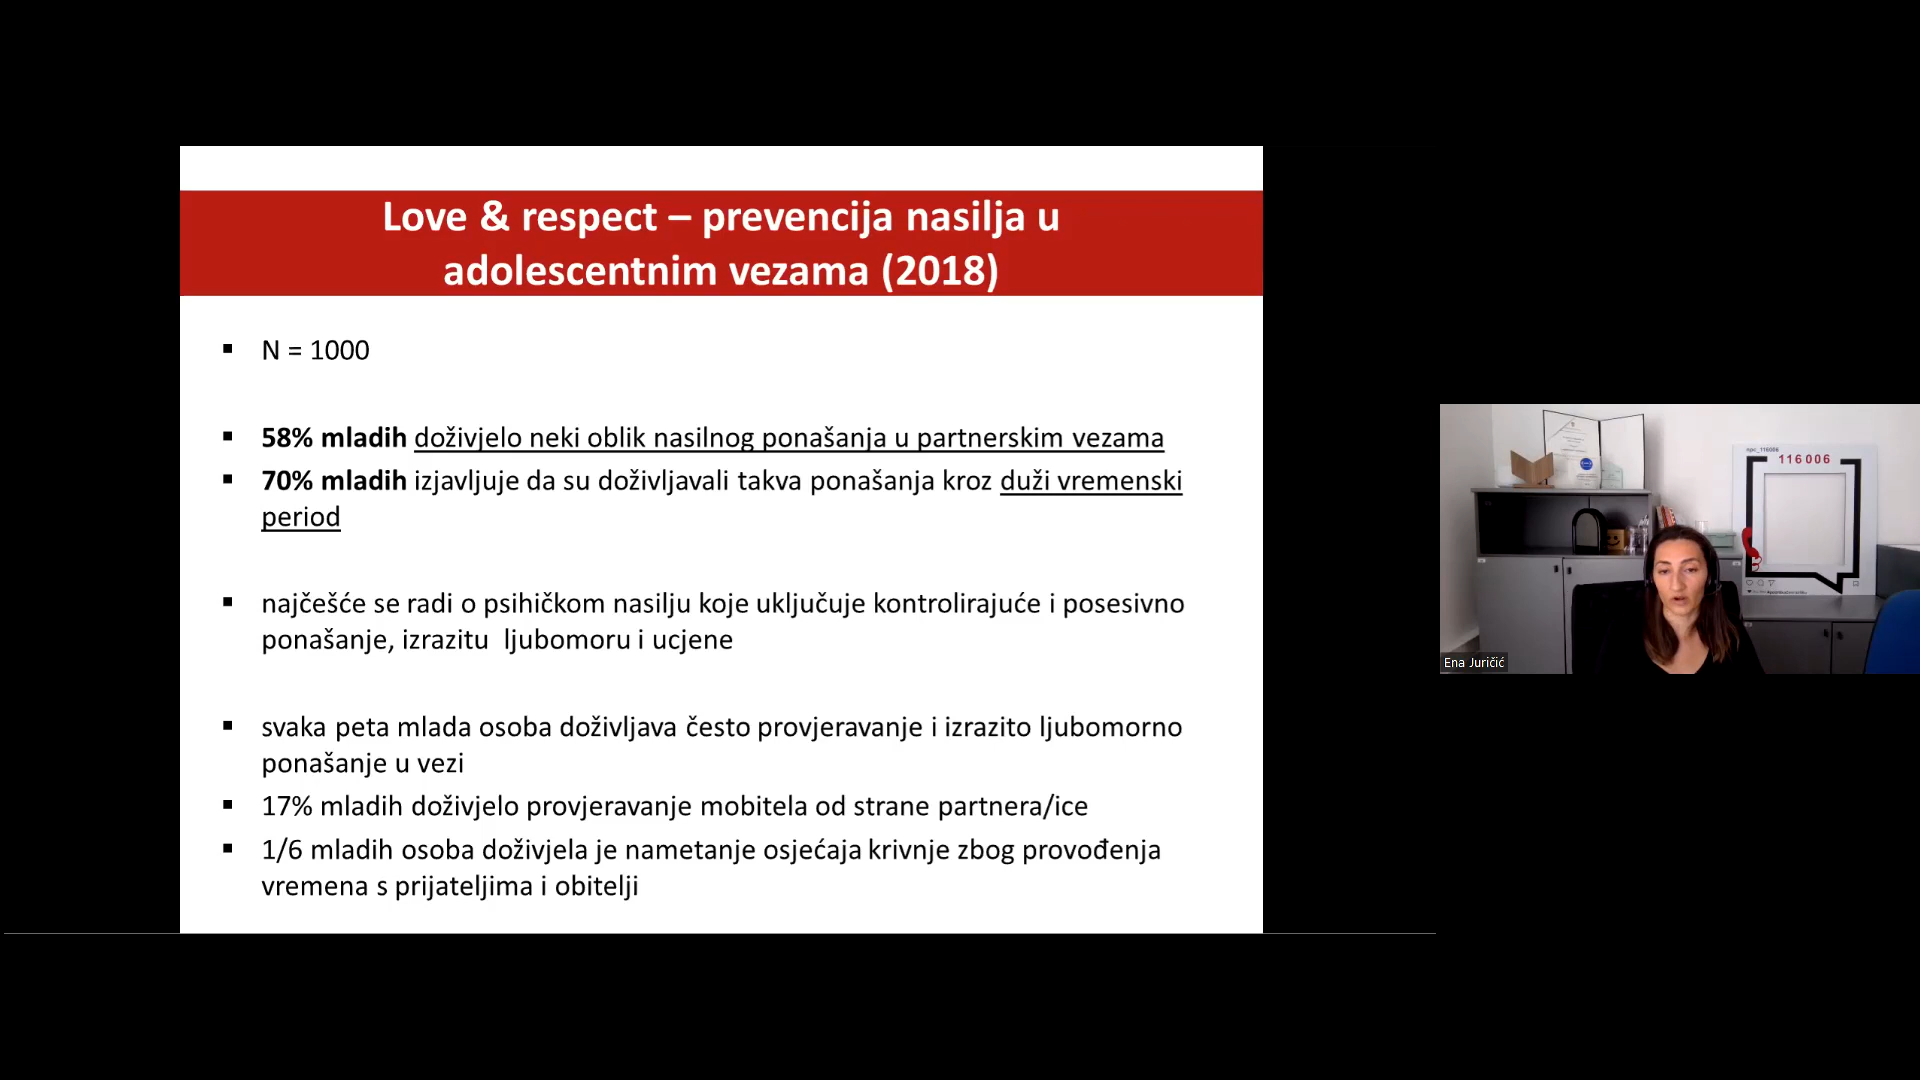 Love & respect – prevencija nasilja u
adolescentnim vezama (2018)
▪ N = 1000
▪ 58% mladih doživjelo neki oblik nasilnog ponašanja u partnerskim vezama
▪ 70% mladih izjavljuje da su doživljavali takva ponašanja kroz duži vremenski
period
▪ najčešće se radi o psihičkom nasilju koje uključuje kontrolirajuće i posesivno
ponašanje, izrazitu ljubomoru i ucjene
▪ svaka peta mlada osoba doživljava često provjeravanje i izrazito ljubomorno
ponašanje u vezi
▪ 17% mladih doživjelo provjeravanje mobitela od strane partnera/ice
▪ 1/6 mladih osoba doživjela je nametanje osjećaja krivnje zbog provođenja
vremena s prijateljima i obitelji
npc_116006
116 006
Ena Juričić